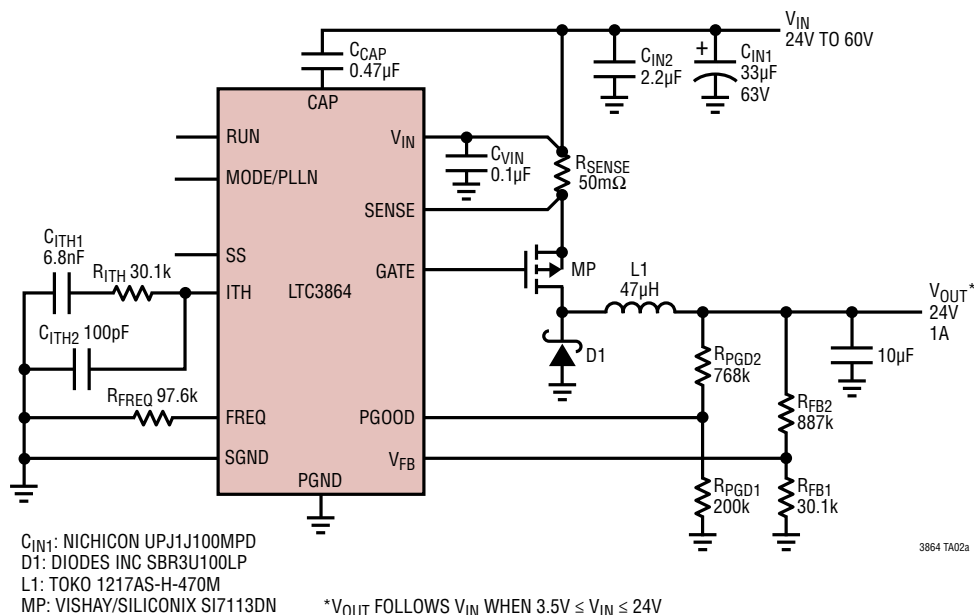 V_IN
24V TO 60V
C_CAP
0.47µF
C_IN2
2.2µF
+
C_IN1
33µF
63V
CAP
RUN
V_IN
C_VIN
0.1µF
R_SENSE
50mΩ
MODE/PLLN
SENSE
C_ITH1
6.8nF
SS
R_ITH 30.1k
ITH
LTC3864
GATE
MP
L1
47µH
V_OUT*
24V
1A
C_ITH2 100pF
D1
R_PGD2
768k
10µF
R_FREQ 97.6k
FREQ
PGOOD
R_FB2
887k
SGND
V_FB
PGND
R_PGD1
200k
R_FB1
30.1k
C_IN1: NICHICON UPJ1J100MPD
D1: DIODES INC SBR3U100LP
L1: TOKO 1217AS-H-470M
MP: VISHAY/SILICONIX SI7113DN
*V_OUT FOLLOWS V_IN WHEN 3.5V ≤ V_IN ≤ 24V
3864 TA02a